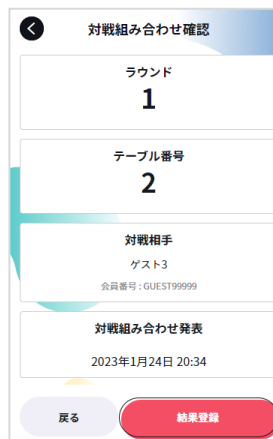 対戦組み合わせ確認
ラウンド
1
テーブル番号
2
対戦相手
ゲスト3
会員番号 : GUEST99999
対戦組み合わせ発表
2023年1月24日 20:34
戻る
結果登録